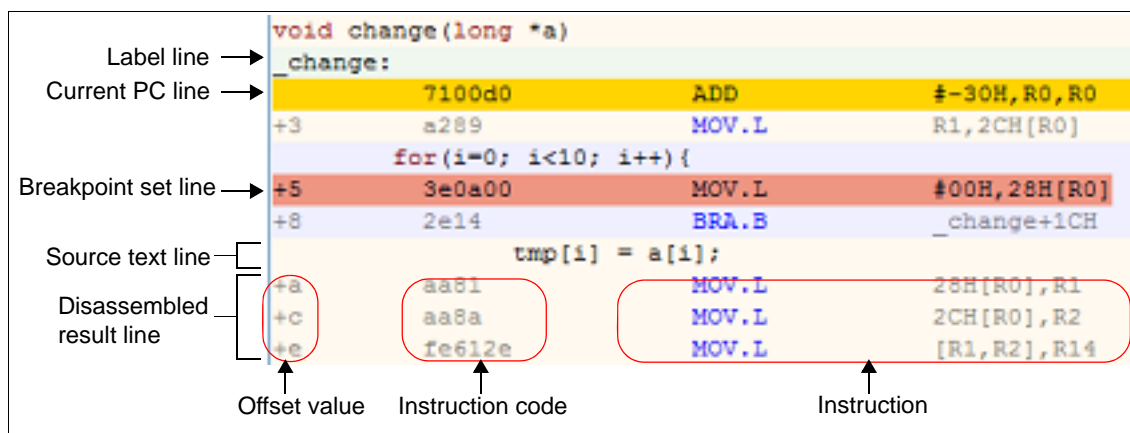 void change(long *a)
Label line
_change:
Current PC line
7100d0 ADD #-30H,R0,R0
+3 a289 MOV.L R1,2CH[R0]
for(i=0; i<10; i++){
Breakpoint set line
+5 3e0a00 MOV.L #00H,28H[R0]
+8 2e14 BRA.B _change+1CH
Source text line
tmp[i] = a[i];
Disassembled
result line
+a aa81 MOV.L 28H[R0],R1
+c aa8a MOV.L 2CH[R0],R2
+e fe612e MOV.L [R1,R2],R14
Offset value
Instruction code
Instruction